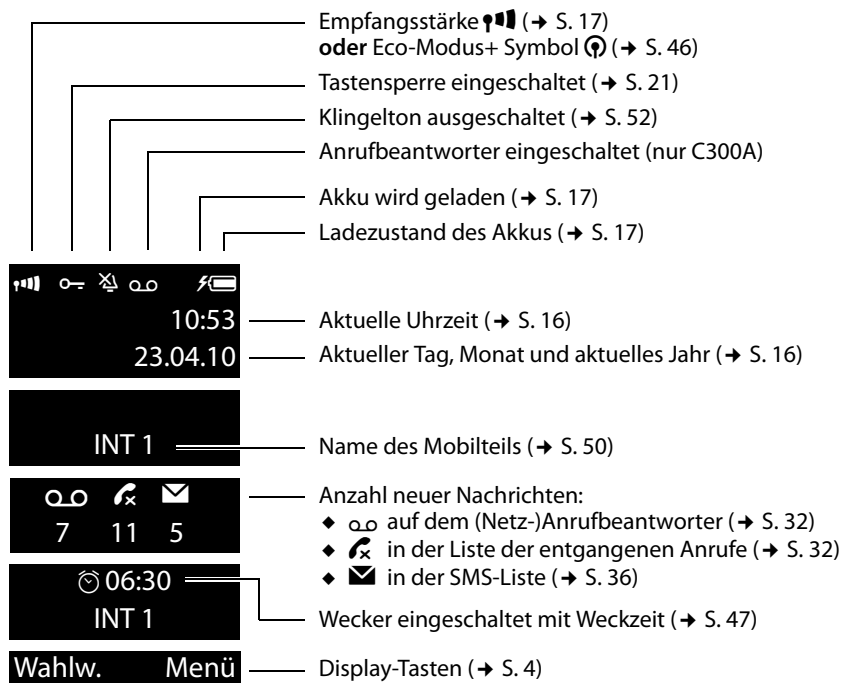 Empfangsstärke (➔ S. 17)
oder Eco-Modus+ Symbol (➔ S. 46)
Tastensperre eingeschaltet (➔ S. 21)
Klingelton ausgeschaltet (➔ S. 52)
Anrufbeantworter eingeschaltet (nur C300A)
Akku wird geladen (➔ S. 17)
Ladezustand des Akkus (➔ S. 17)
10:53
Aktuelle Uhrzeit (➔ S. 16)
23.04.10
Aktueller Tag, Monat und aktuelles Jahr (➔ S. 16)
INT 1
Name des Mobilteils (➔ S. 50)
Anzahl neuer Nachrichten:
7 11 5
◆ auf dem (Netz-)Anrufbeantworter (➔ S. 32)
◆ in der Liste der entgangenen Anrufe (➔ S. 32)
◆ in der SMS-Liste (➔ S. 36)
06:30
INT 1
Wecker eingeschaltet mit Weckzeit (➔ S. 47)
Wahlw. Menü
Display-Tasten (➔ S. 4)